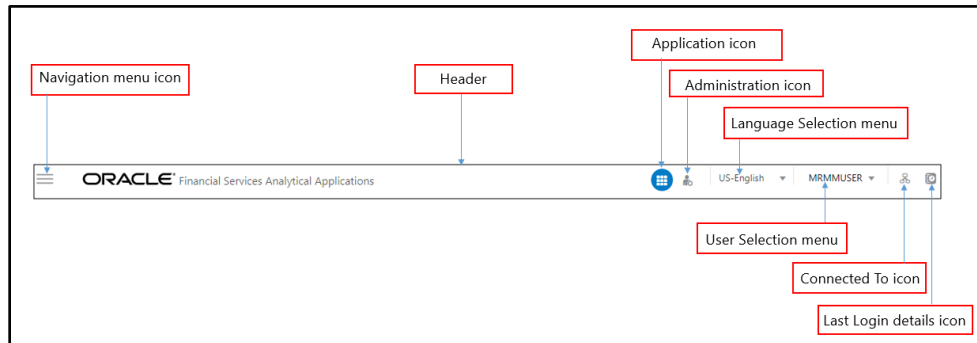 Application icon
Navigation menu icon
Header
Administration icon
Language Selection menu
ORACLE® Financial Services Analytical Applications
US-English
MRMMUSER
User Selection menu
Connected To icon
Last Login details icon